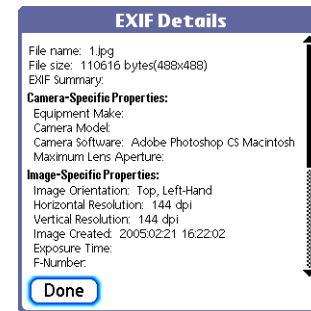 EXIF Details
File name: 1.jpg
File size: 110616 bytes(488x488)
EXIF Summary:
Camera-Specific Properties:
Equipment Make:
Camera Model:
Camera Software: Adobe Photoshop CS Macintosh
Maximum Lens Aperture:
Image-Specific Properties:
Image Orientation: Top, Left-Hand
Horizontal Resolution: 144 dpi
Vertical Resolution: 144 dpi
Image Created: 2005:02:21 16:22:02
Exposure Time:
F-Number:
Done